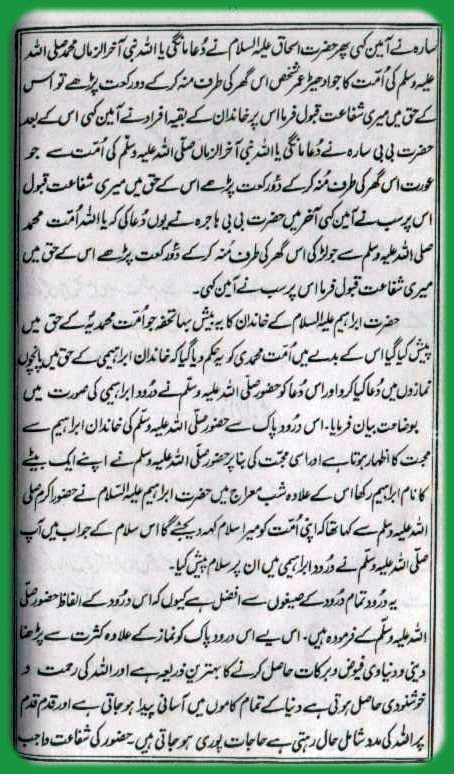 سارہ نے آمین کہی پھر حضرت اسحاق علیہ السلام نے دُعا مانگی یا اللہ نبی آخر الزماں محمد صلی اللہ
علیہ وسلم کی اُمّت کا جو ادھیڑ عمر شخص اس گھر کی طرف منہ کر کے دو رکعت پڑھے تو اس
کے حق میں میری شفاعت قبول فرما اس پر خاندان کے بقیہ افراد نے آمین کہی اس کے بعد
حضرت بی بی سارہ نے دُعا مانگی یا اللہ نبی آخر الزماں صلی اللہ علیہ وسلم کی اُمّت سے جو
عورت اس گھر کی طرف مُنہ کر کے دو رکعت پڑھے اس کے حق میں میری شفاعت قبول
اس پر سب نے آمین کہی آخر میں حضرت بی بی ہاجرہ نے یوں دُعا کی کہ یا اللہ اُمّت محمد
صلی اللہ علیہ وسلم سے جو لڑکی اس گھر کی طرف مُنہ کر کے دو رکعت پڑھے اس کے حق میں
میری شفاعت قبول فرما اس پر سب نے آمین کہی۔
حضرت ابراہیم علیہ السلام کے خاندان کا یہ بیش بہا تحفہ جو اُمت محمدیہؐ کے حق میں
پیش کیا گیا اس کے بدلے میں اُمت محمدی کو یہ حکم دیا گیا کہ خاندان ابراہیمی کے حق میں پانچوں
نمازوں میں دُعا کیا کرو اور اس دُعا کو حضور صلی اللہ علیہ وسلم نے درُود ابراہیمی کی صورت میں
بوضاحت بیان فرمایا۔ اس درُود پاک سے حضور صلی اللہ علیہ وسلم کی خاندان ابراہیم سے
محبت کا اظہار ہوتا ہے اور اسی محبت کی بنا پر حضور صلی اللہ علیہ وسلم نے اپنے ایک بیٹے
کا نام ابراہیم رکھا اس کے علاوہ شب معراج میں حضرت ابراہیم علیہ السلام نے حضور اکرم صلی
اللہ علیہ وسلم سے کہا تھا کہ اپنی اُمت کو میرا سلام کہہ دیجئے گا اس سلام کے جواب میں آپ
صلی اللہ علیہ وسلم نے درُود ابراہیمی میں ان پر سلام پیش کیا۔
یہ درُود تمام درُود کے صیغوں سے افضل ہے کیوں کہ اس درُود کے الفاظ حضور صلی
اللہ علیہ وسلم کے فرمودہ ہیں۔ اس لیے اس درود پاک کو نماز کے علاوہ کثرت سے پڑھنا
دینی و دنیاوی فیوض و برکات حاصل کرنے کا بہترین ذریعہ ہے اور اللہ کی رحمت و
خوشنودی حاصل ہوتی ہے دنیا کے تمام کاموں میں آسانی پیدا ہو جاتی ہے اور قدم قدم
پر اللہ کی مدد شامل حال رہتی ہے حاجات پوری ہو جاتی ہیں۔ حضور کی شفاعت واجب